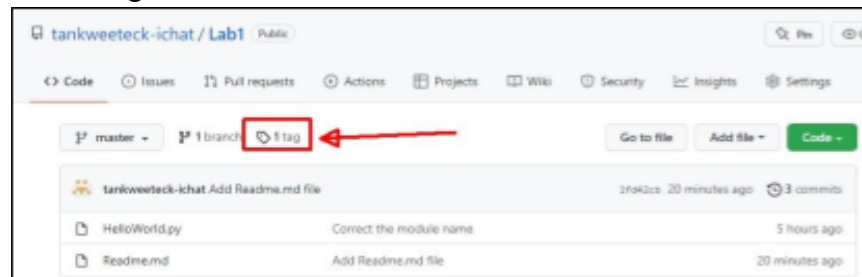 tankweeteck-ichat / Lab1 Public Pin
Code Issues Pull requests Actions Projects Wiki Security Insights Settings
master 1 branch 1 tag Go to file Add file Code
tankweeteck-ichat Add Readme.md file 20 minutes ago 3 commits
HelloWorld.py Correct the module name 5 hours ago
Readme.md Add Readme.md file 20 minutes ago